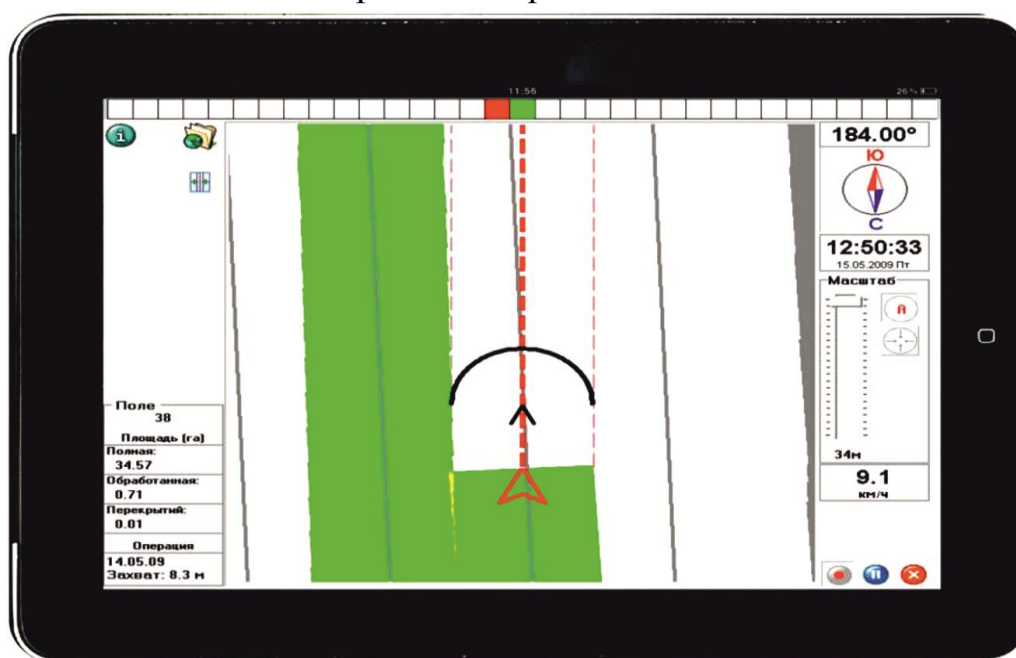 11:56
26 %
184.00°
Ю
С
12:50:33
15.05.2009 Пт
Масштаб
A
34м
9.1
км/ч
Поле
38
Площадь (га)
Полная:
34.57
Обработанная:
0.71
Перекрытий:
0.01
Операция
14.05.09
Захват: 8.3 м